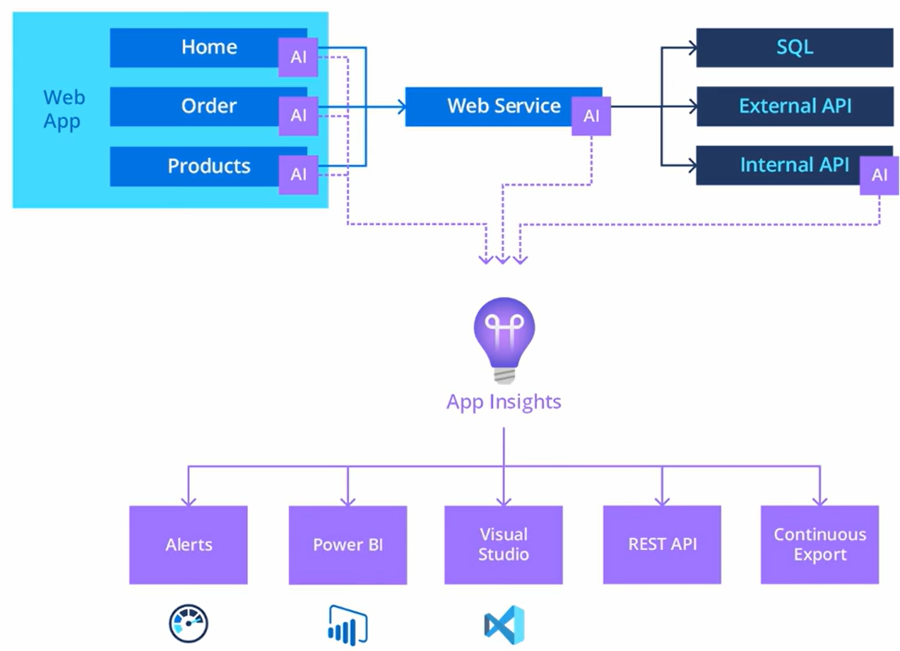 Web
App
Home
AI
Order
AI
Products
AI
Web Service
AI
SQL
External API
Internal API
AI
App Insights
Alerts
Power BI
Visual
Studio
REST API
Continuous
Export